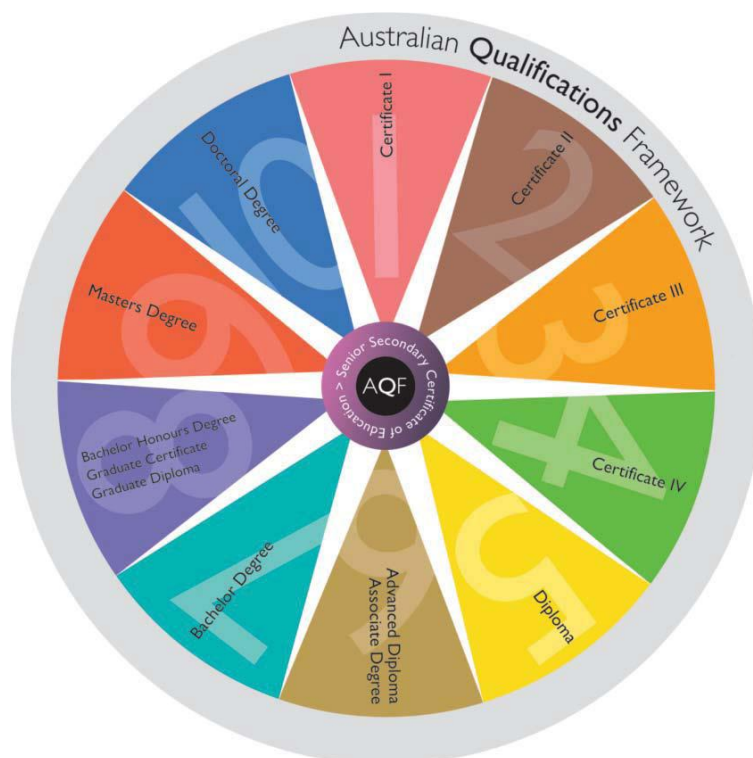 Australian Qualifications Framework
1
Certificate I
2
Certificate II
3
Certificate III
4
Certificate IV
5
Diploma
6
Advanced Diploma
Associate Degree
7
Bachelor Degree
8
Bachelor Honours Degree
Graduate Certificate
Graduate Diploma
9
Masters Degree
10
Doctoral Degree
Senior Secondary Certificate of Education >
AQF